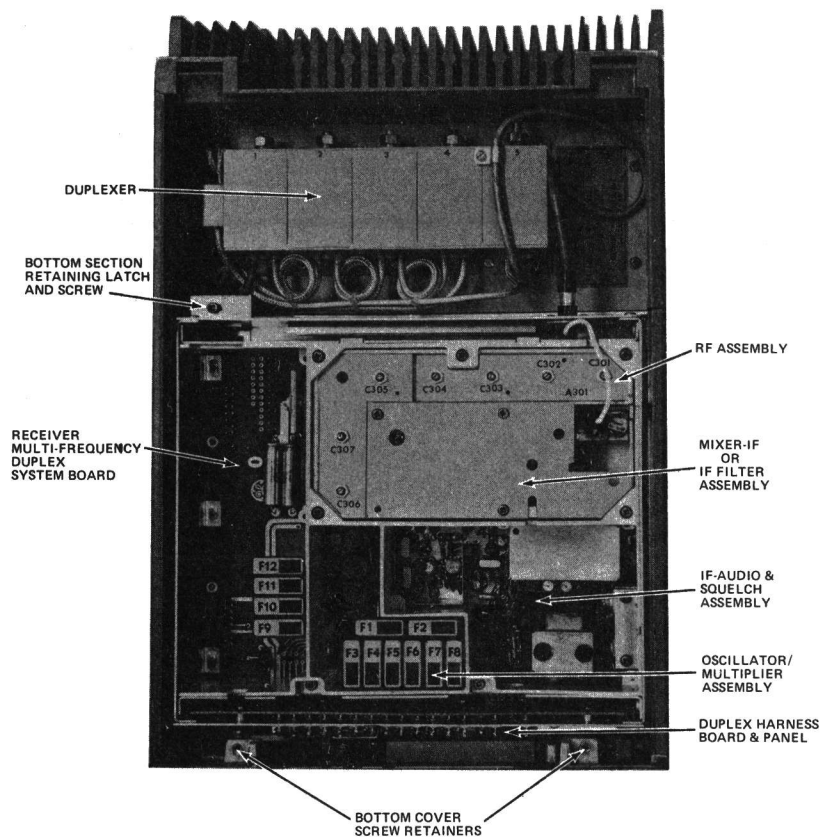 1 2 3 4 5
DUPLEXER
BOTTOM SECTION
RETAINING LATCH
AND SCREW
RF ASSEMBLY
C302 C301
C305 C304 C303 A301
RECEIVER
MULTI-FREQUENCY
DUPLEX
SYSTEM BOARD
C307
C306
MIXER-IF
OR
IF FILTER
ASSEMBLY
F12
F11
F10
F9
F1 F2
F3 F4 F5 F6 F7 F8
IF-AUDIO &
SQUELCH
ASSEMBLY
OSCILLATOR/
MULTIPLIER
ASSEMBLY
DUPLEX HARNESS
BOARD & PANEL
BOTTOM COVER
SCREW RETAINERS